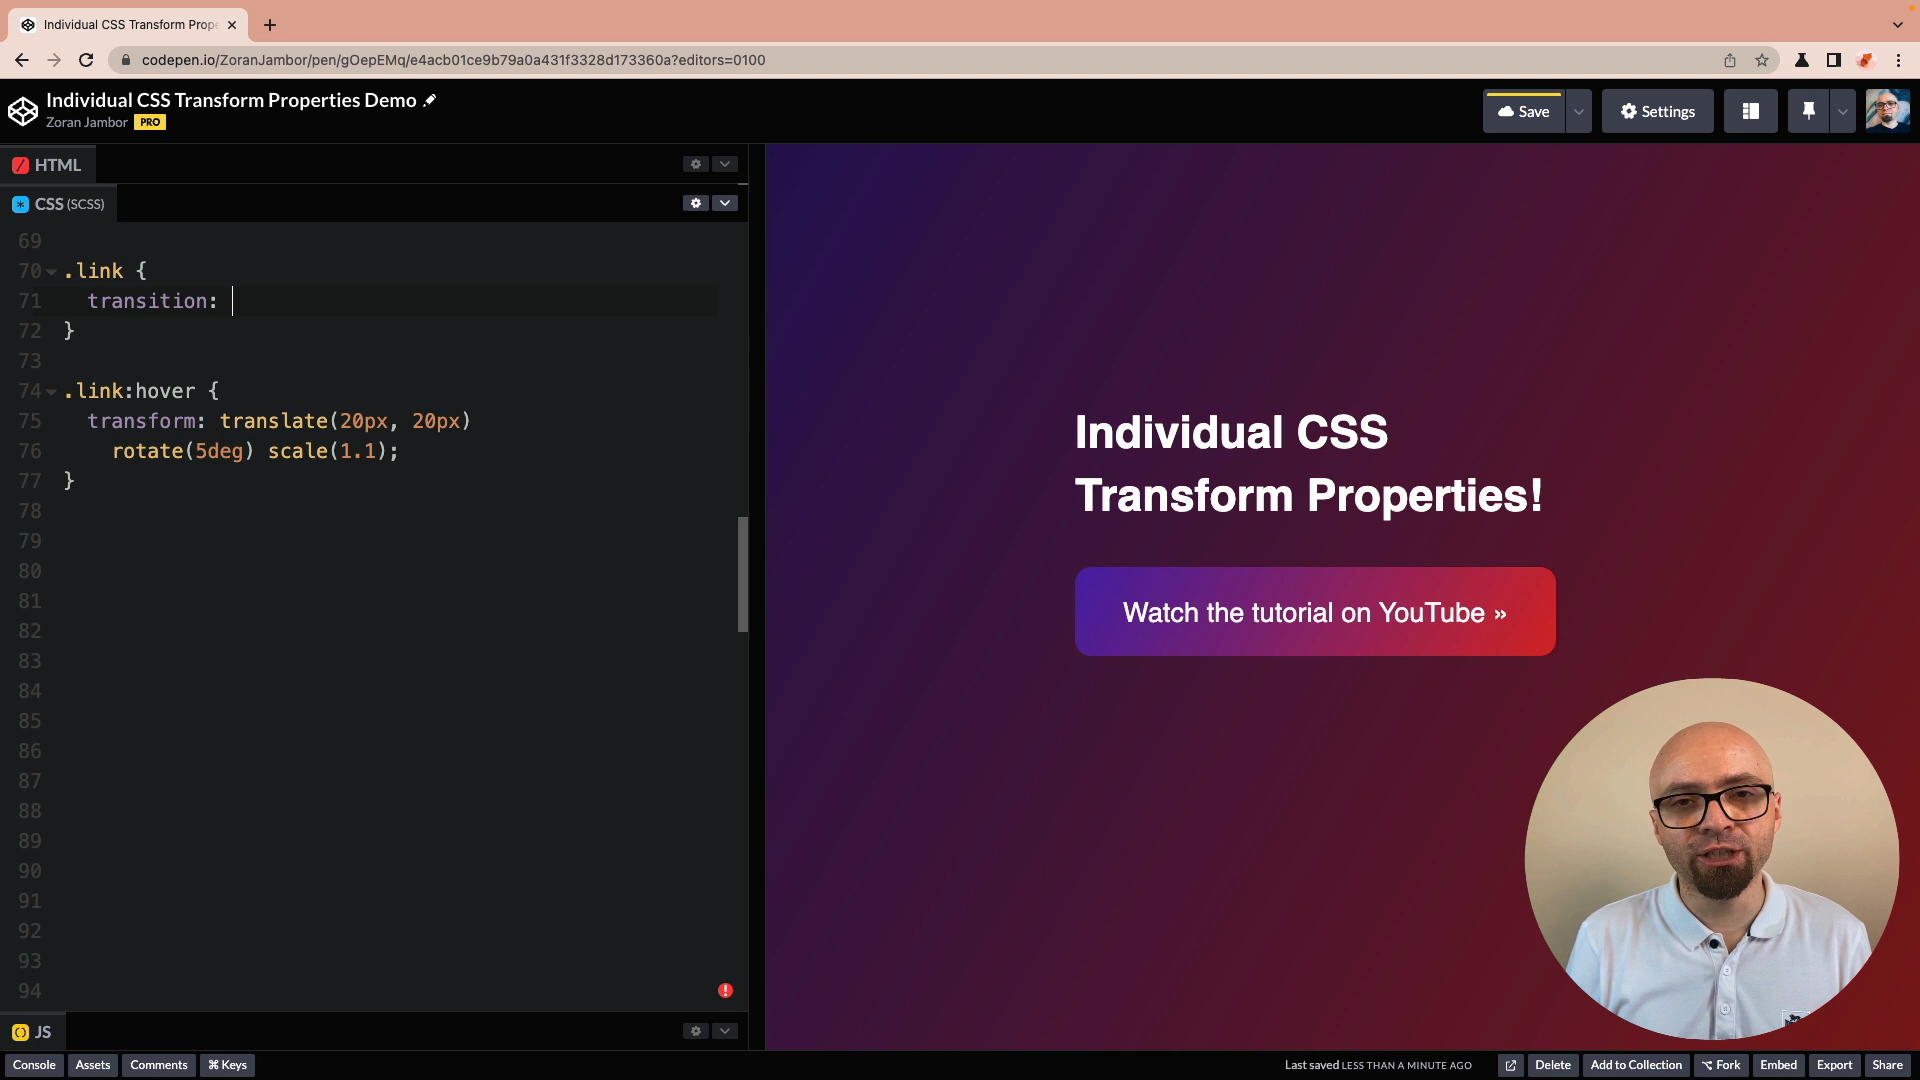 Individual CSS Transform Prope
codepen.io/ZoranJambor/pen/gOepEMq/e4acb01ce9b79a0a431f3328d173360a?editors=0100
Individual CSS Transform Properties Demo
Zoran Jambor PRO
Save
Settings
HTML
CSS (SCSS)
69
70 .link {
71 transition:
72 }
73
74 .link:hover {
75 transform: translate(20px, 20px)
76 rotate(5deg) scale(1.1);
77 }
78
79
80
81
82
83
84
85
86
87
88
89
90
91
92
93
94
Individual CSS
Transform Properties!
Watch the tutorial on YouTube »
JS
Console Assets Comments ⌘ Keys
Last saved LESS THAN A MINUTE AGO
Delete Add to Collection Fork Embed Export Share